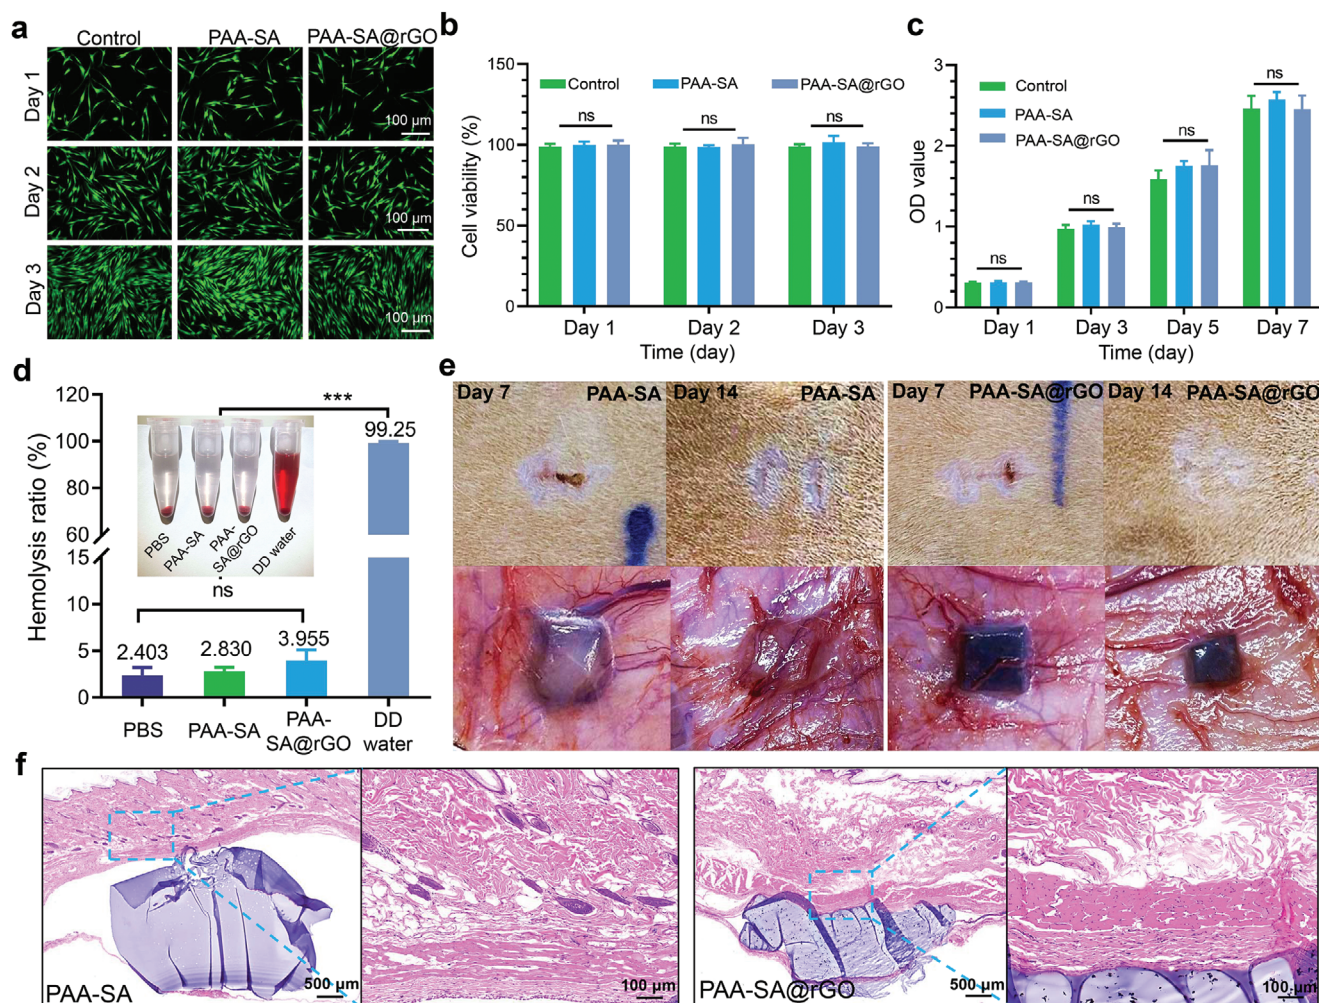 a
Control PAA-SA PAA-SA@rGO
Day 1
100 µm
Day 2
100 µm
Day 3
100 µm
b
Cell viability (%)
150
100
50
0
Control PAA-SA PAA-SA@rGO
ns ns ns
Day 1 Day 2 Day 3
Time (day)
c
OD value
3
2
1
0
Control
PAA-SA
PAA-SA@rGO
ns
ns
ns
ns
Day 1 Day 3 Day 5 Day 7
Time (day)
d
Hemolysis ratio (%)
120
100
80
60
15
10
5
0
***
99.25
PBS
PAA-SA
PAA-
SA@rGO
DD water
ns
2.403
2.830
3.955
PBS
PAA-SA
PAA-
SA@rGO
DD
water
e
Day 7 PAA-SA
Day 14 PAA-SA
Day 7 PAA-SA@rGO
Day 14 PAA-SA@rGO
f
PAA-SA
500 µm
100 µm
PAA-SA@rGO
500 µm
100 µm